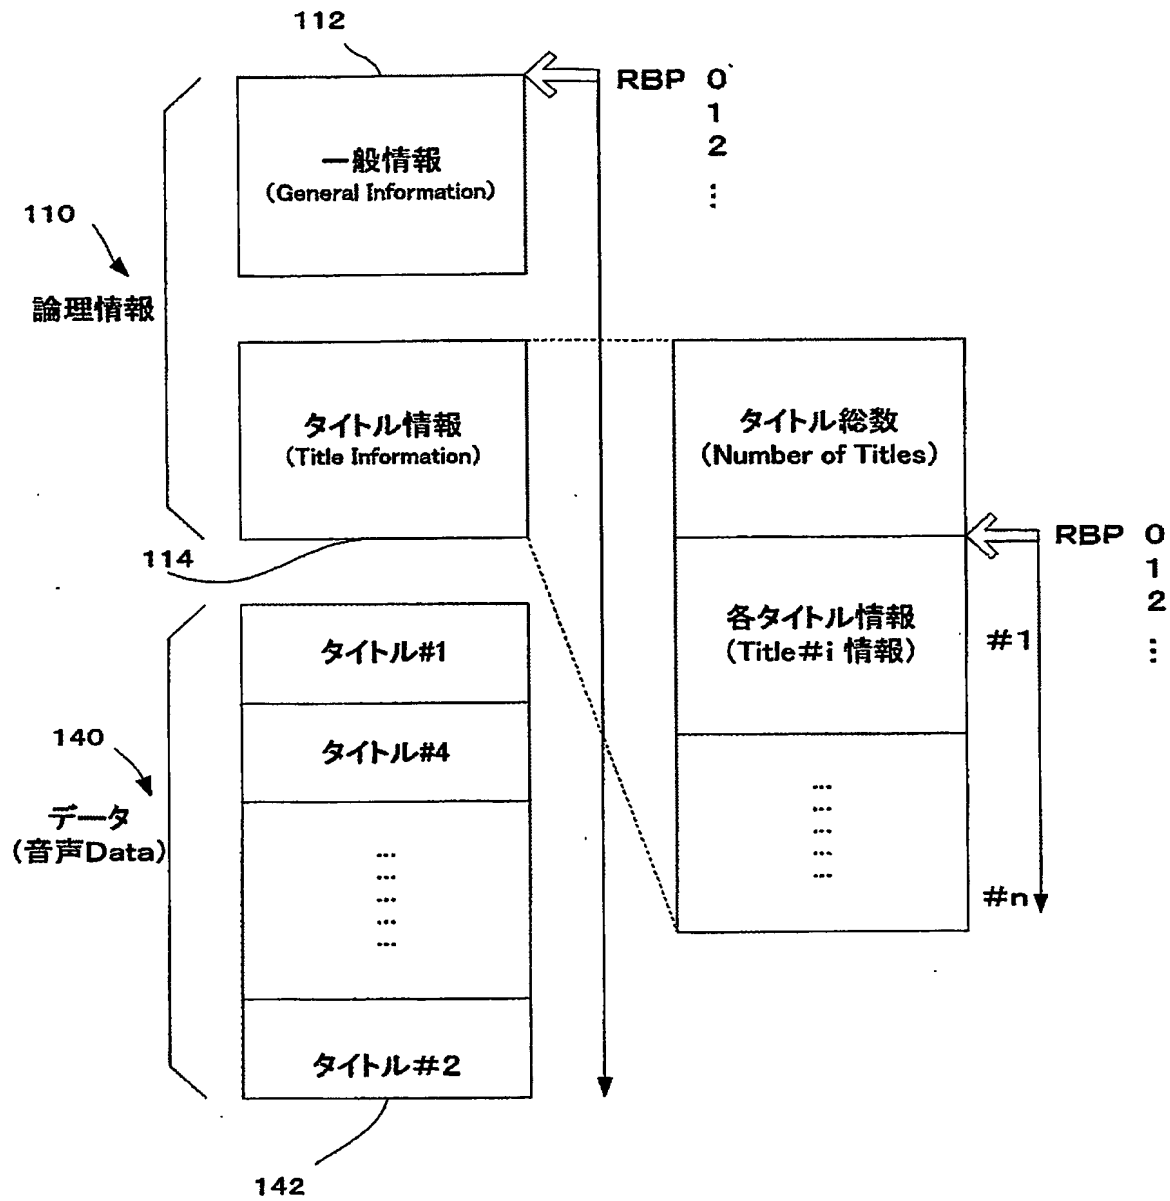 112
RBP 0
1
2
...
一般情報
(General Information)
110
論理情報
タイトル情報
(Title Information)
114
タイトル総数
(Number of Titles)
RBP 0
1
2
...
各タイトル情報
(Title#i 情報)
#1
......
#n
140
データ
(音声Data)
タイトル#1
タイトル#4
......
タイトル#2
142